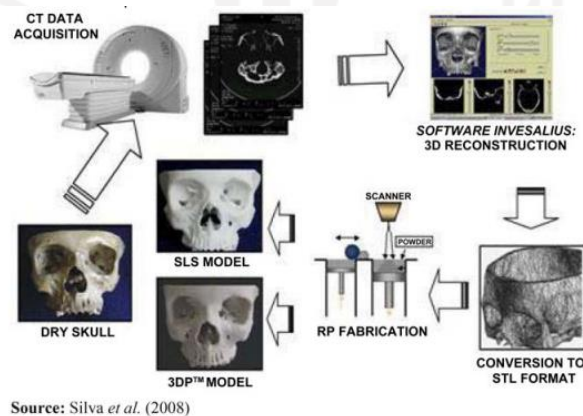 CT DATA
ACQUISITION
SOFTWARE INVESALIUS:
3D RECONSTRUCTION
SCANNER
POWDER
SLS MODEL
DRY SKULL
RP FABRICATION
3DP™ MODEL
CONVERSION TO
STL FORMAT
Source: Silva et al. (2008)